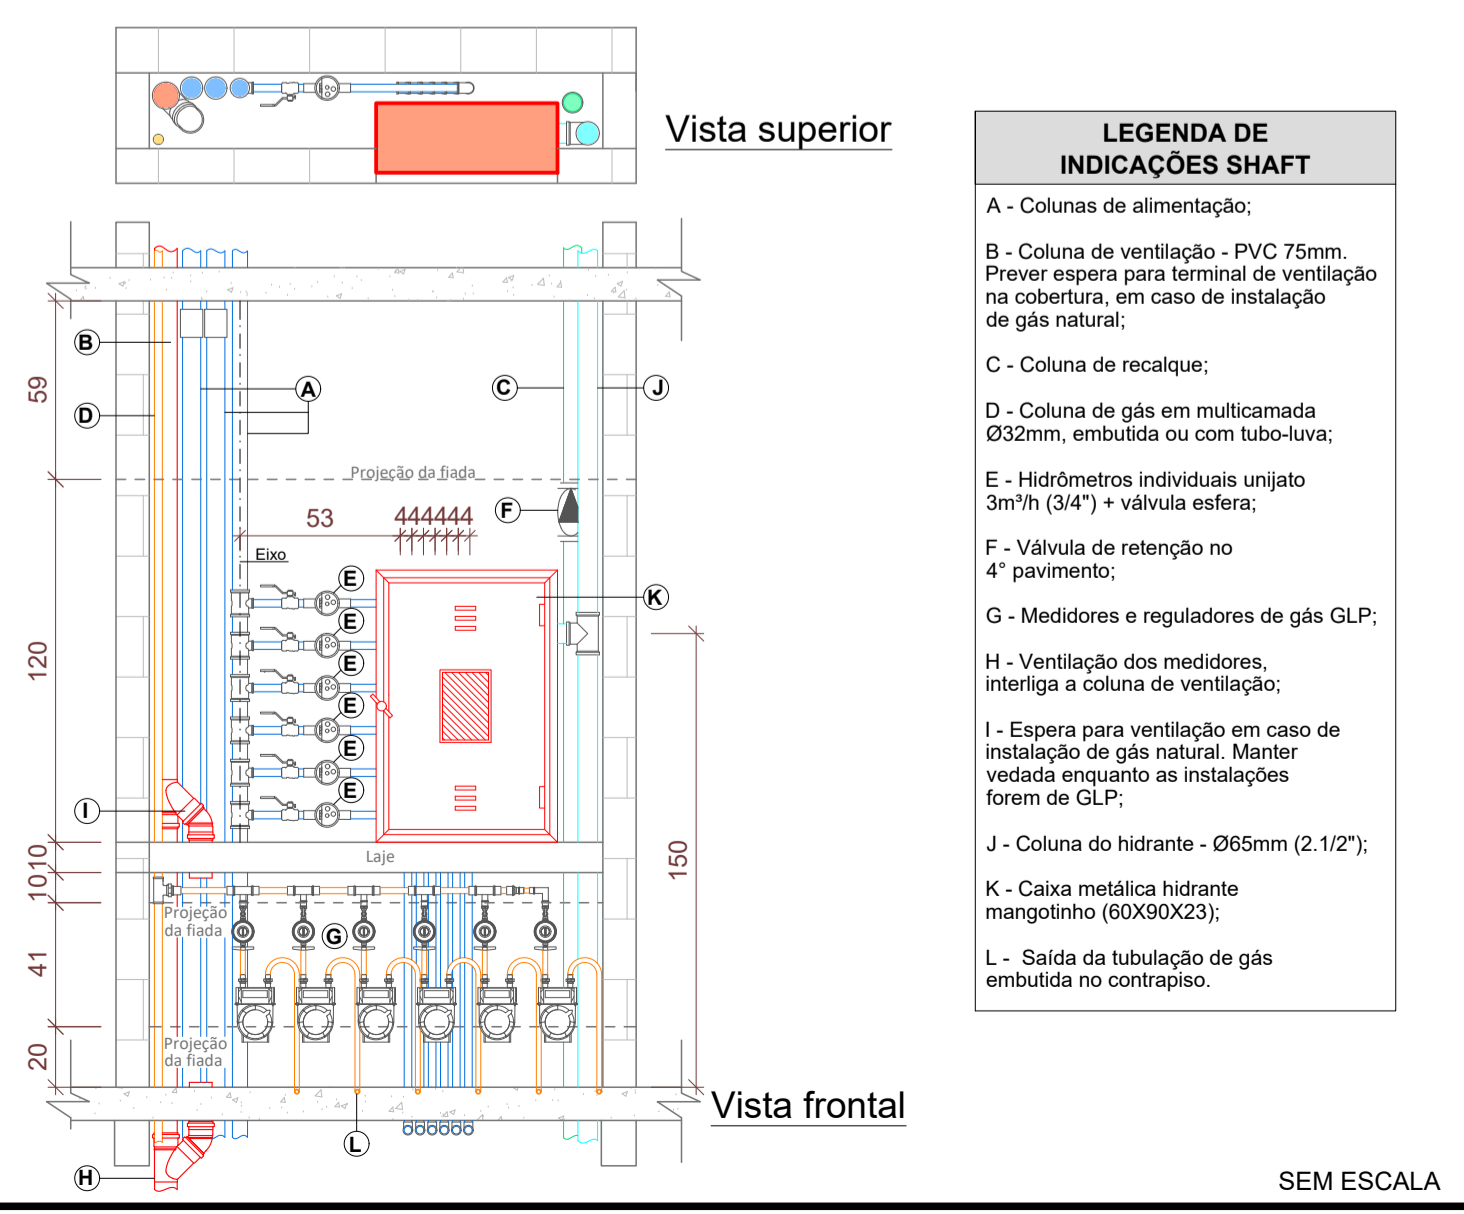 Vista superior
LEGENDA DE
INDICAÇÕES SHAFT
A - Colunas de alimentação;
B - Coluna de ventilação - PVC 75mm.
Prever espera para terminal de ventilação
na cobertura, em caso de instalação
de gás natural;
C - Coluna de recalque;
D - Coluna de gás em multicamada
Ø32mm, embutida ou com tubo-luva;
E - Hidrômetros individuais unijato
3m³/h (3/4") + válvula esfera;
F - Válvula de retenção no
4° pavimento;
G - Medidores e reguladores de gás GLP;
H - Ventilação dos medidores,
interliga a coluna de ventilação;
I - Espera para ventilação em caso de
instalação de gás natural. Manter
vedada enquanto as instalações
forem de GLP;
J - Coluna do hidrante - Ø65mm (2.1/2");
K - Caixa metálica hidrante
mangotinho (60X90X23);
L - Saída da tubulação de gás
embutida no contrapiso.
B
A
C
J
D
59
Projeção da fiada
F
53
444444
Eixo
E
E
E
E
E
E
K
120
I
10
Laje
10
150
Projeção
da fiada
G
41
Projeção
da fiada
20
Vista frontal
L
H
SEM ESCALA